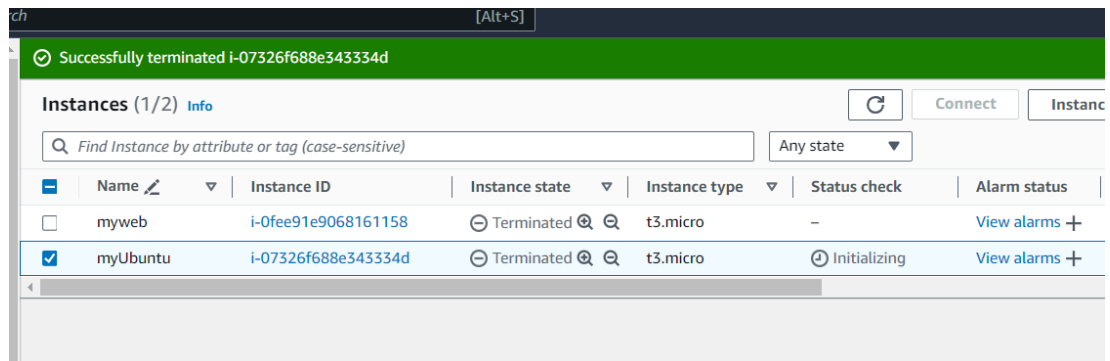 ch [Alt+S]
Successfully terminated i-07326f688e343334d
Instances (1/2) Info Connect Instanc
Find Instance by attribute or tag (case-sensitive) Any state
Name Instance ID Instance state Instance type Status check Alarm status
myweb i-0fee91e9068161158 Terminated t3.micro – View alarms +
myUbuntu i-07326f688e343334d Terminated t3.micro Initializing View alarms +